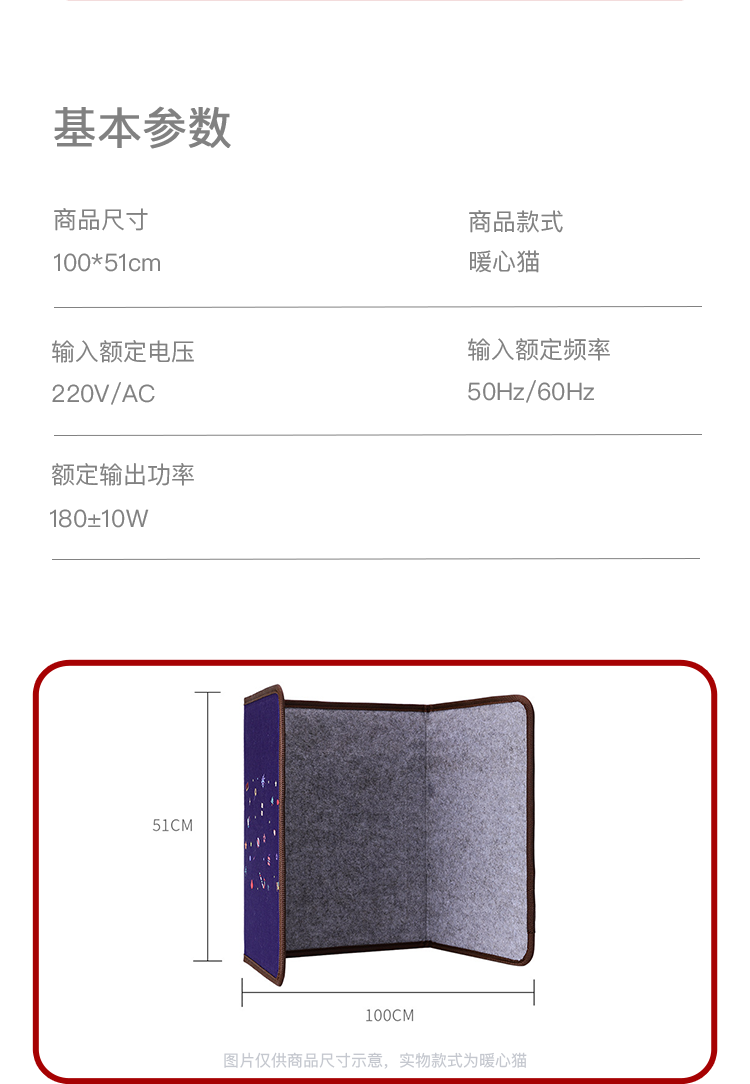 基本参数
商品尺寸
商品款式
100*51cm
暖心猫
输入额定电压
输入额定频率
220V/AC
50Hz/60Hz
额定输出功率
180±10W
51CM
100CM
图片仅供商品尺寸示意，实物款式为暖心猫